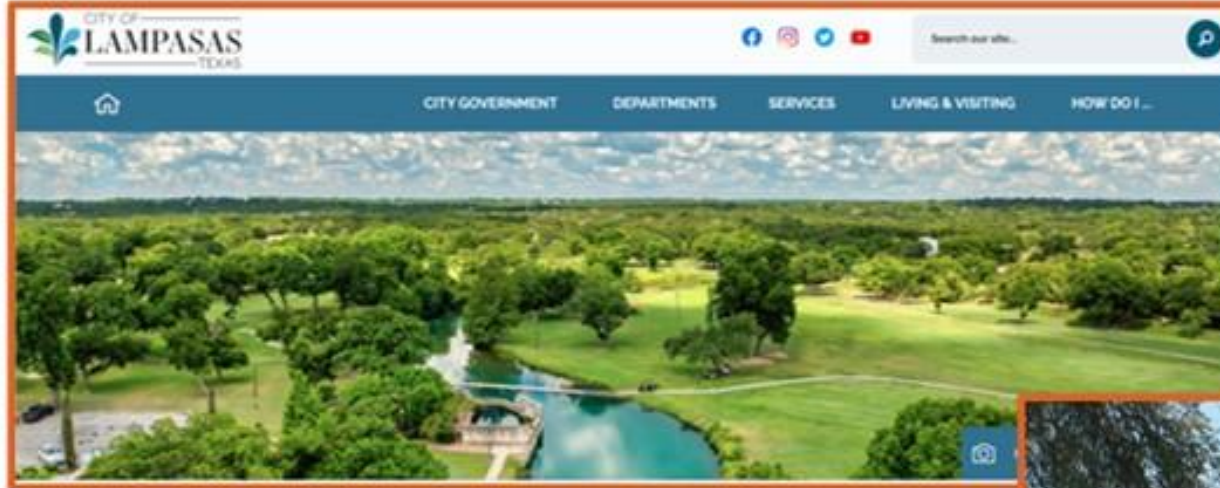 CITY OF
LAMPASAS
TEXAS
Search our site...
CITY GOVERNMENT
DEPARTMENTS
SERVICES
LIVING & VISITING
HOW DO I ...